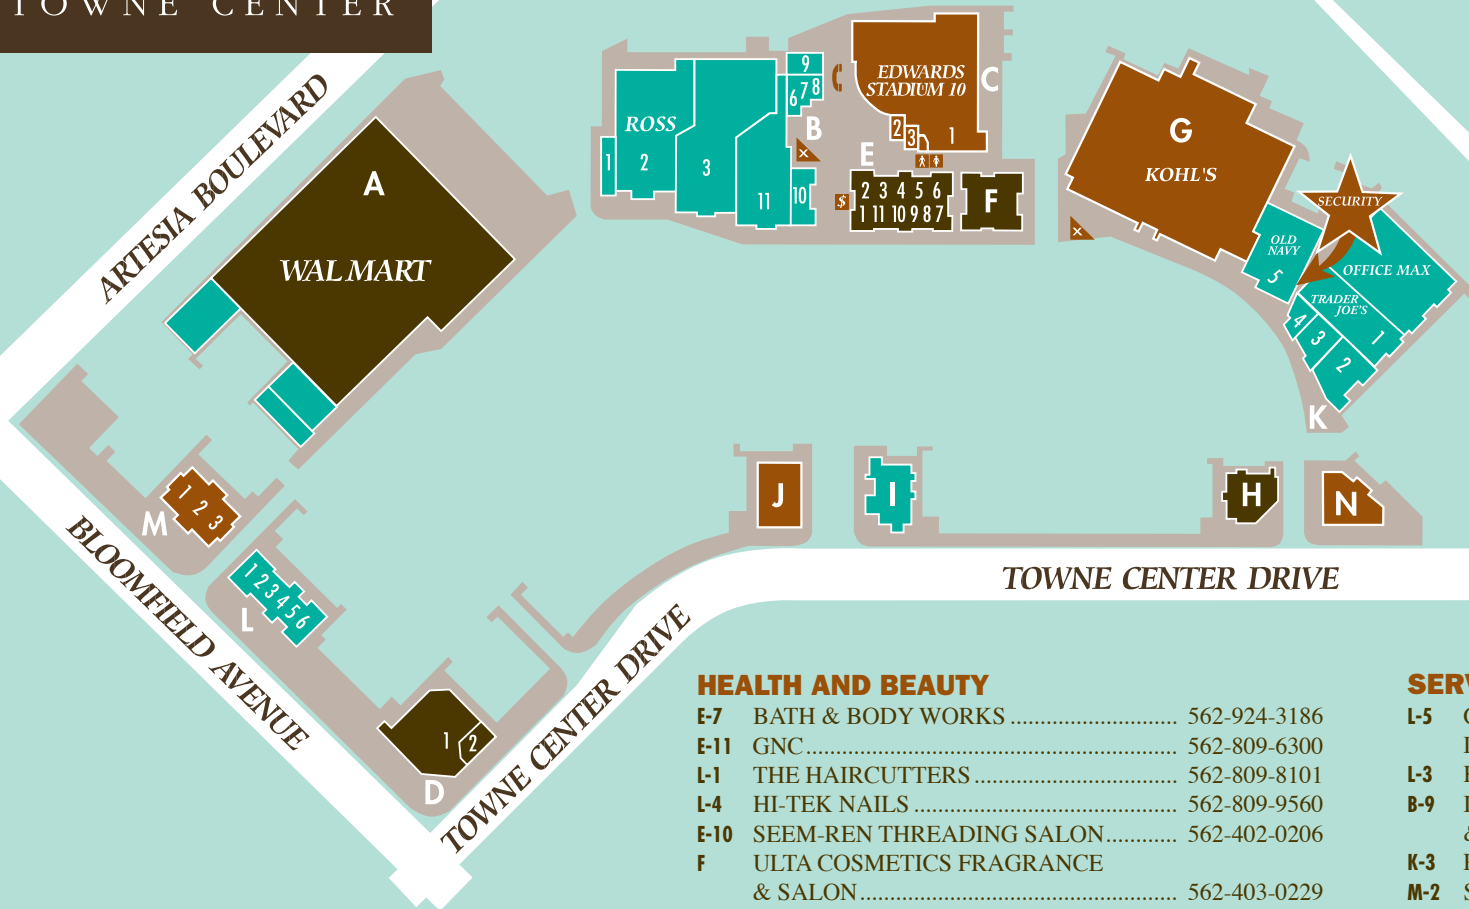 TOWNE CENTER
ARTESIA BOULEVARD
A
WALMART
ROSS
1
2
3
11
10
9
6 7 8
B
C
EDWARDS
STADIUM 10
C
2
3
1
E
$
2 3 4 5 6
1 11 10 9 8 7
F
G
KOHL'S
SECURITY
OLD
NAVY
5
OFFICE MAX
TRADER
JOE'S
4
3
1
2
K
M
1 2 3
BLOOMFIELD AVENUE
L
1 2 3 4 5 6
D
1
2
J
I
H
N
TOWNE CENTER DRIVE
TOWNE CENTER DRIVE
HEALTH AND BEAUTY
E-7 BATH & BODY WORKS ............................ 562-924-3186
E-11 GNC .............................................................. 562-809-6300
L-1 THE HAIRCUTTERS .................................. 562-809-8101
L-4 HI-TEK NAILS ............................................ 562-809-9560
E-10 SEEM-REN THREADING SALON ............ 562-402-0206
F ULTA COSMETICS FRAGRANCE
& SALON ..................................................... 562-403-0229
SERV
L-5
L-3
B-9
K-3
M-2